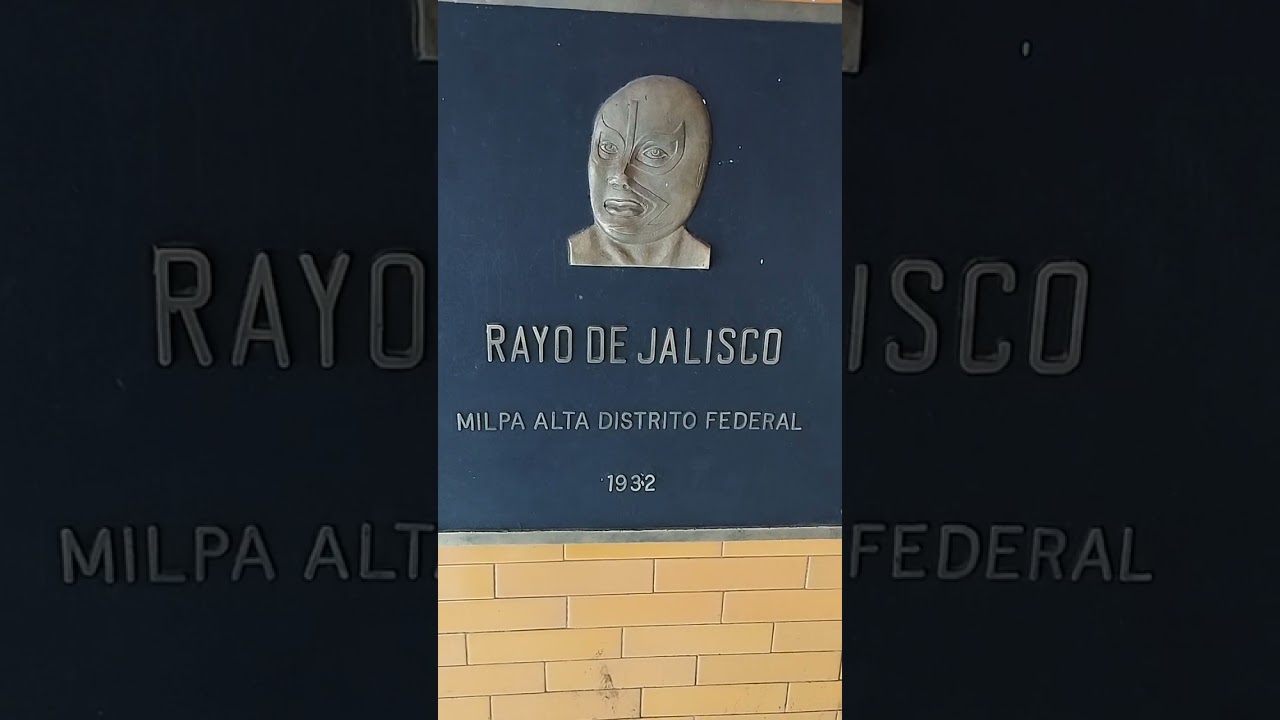 RAYO DE JALISCO
MILPA ALTA DISTRITO FEDERAL
1932